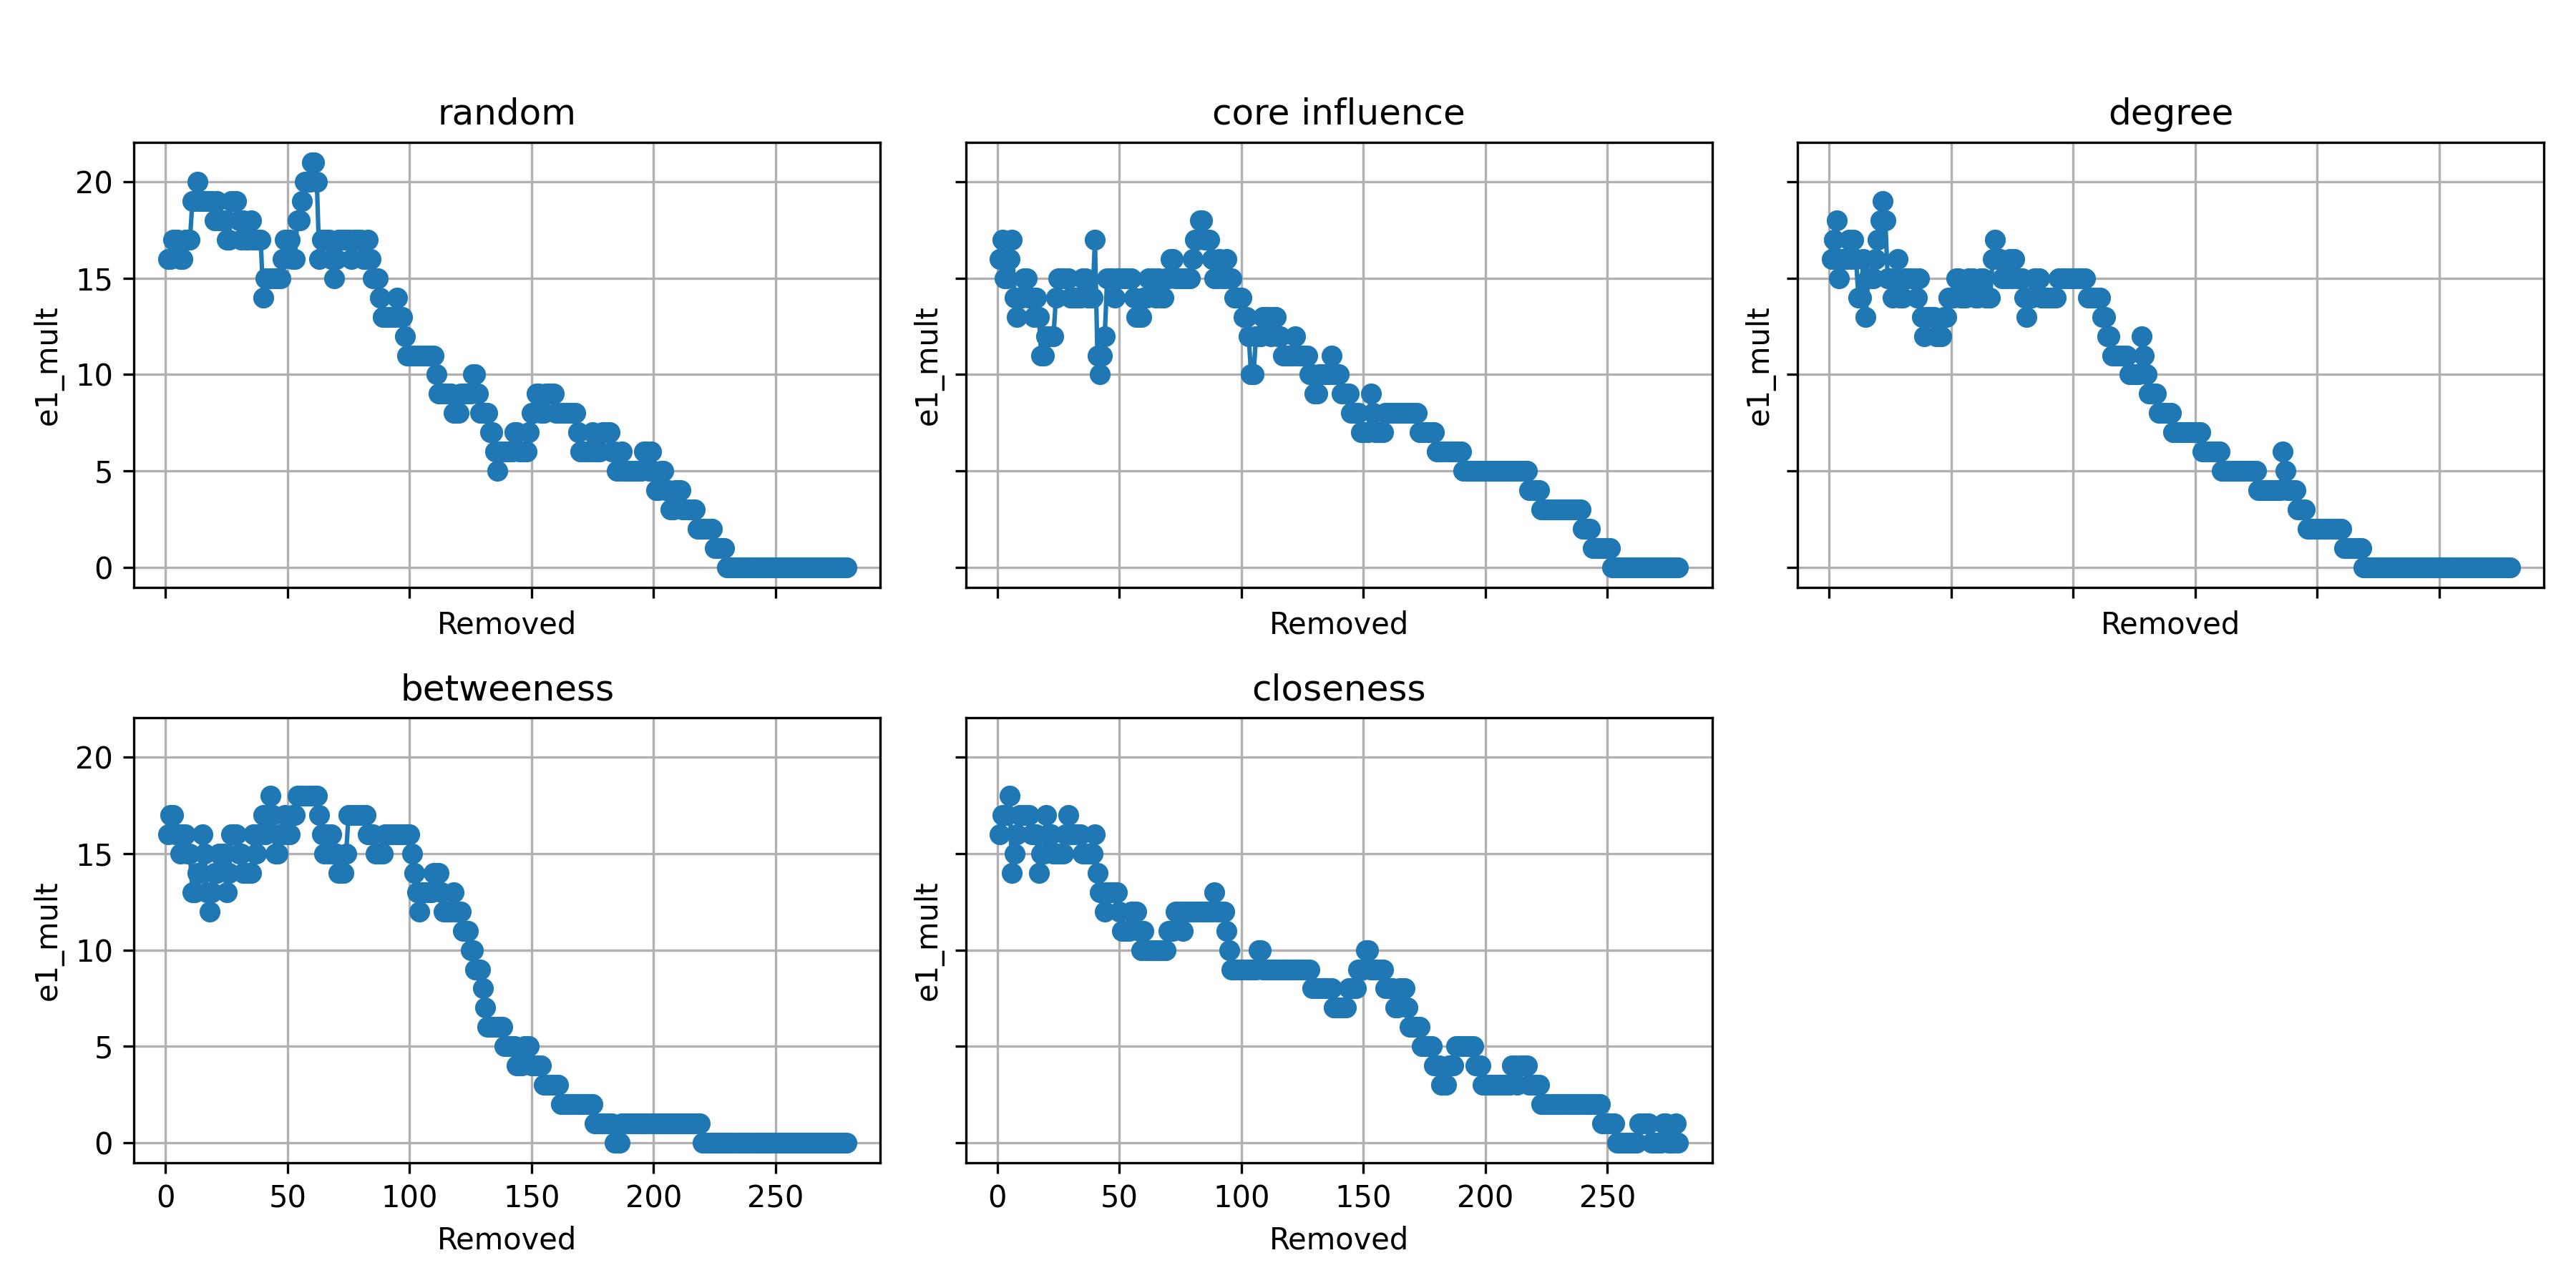 random
core influence
degree
20
15
10
5
0
e1_mult
e1_mult
e1_mult
Removed
Removed
Removed
betweeness
closeness
20
15
10
5
0
e1_mult
e1_mult
0 50 100 150 200 250
0 50 100 150 200 250
Removed
Removed